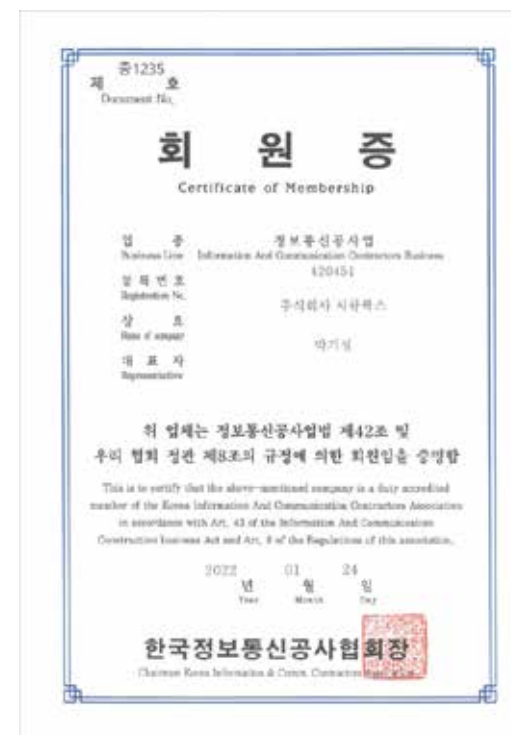 중1235
제 호
Document No.
회 원 증
Certificate of Membership
업 종 정보통신공사업
Business Line Information And Communication Contractors Business
등 록 번 호 420451
Registration No.
상 호 주식회사
Name of company
대 표 자
Representative
위 업체는 정보통신공사업법 제42조 및
우리 협회 정관 제8조의 규정에 의한 회원임을 증명함
This is to certify that the above-mentioned company is a duly accredited
member of the Korea Information And Communication Contractors Association
in accordance with Art. 42 of the Information And Communications
Construction business Act and Art. 8 of the Regulations of this association.
2022 01 24
년 월 일
Year Month Day
한국정보통신공사협회장
Chairman Korea Information & Comm. Contractors